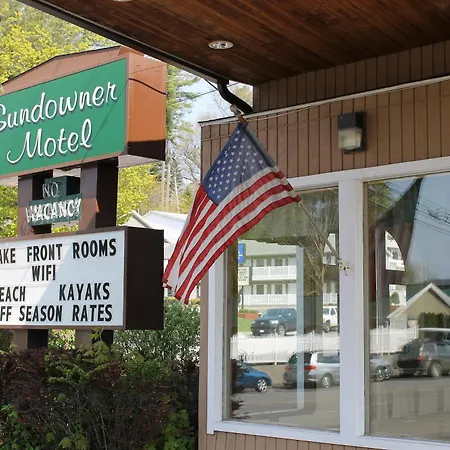 Sundowner
Motel
NO
VACANCY
AKE FRONT ROOMS
WIFI
EACH KAYAKS
FF SEASON RATES